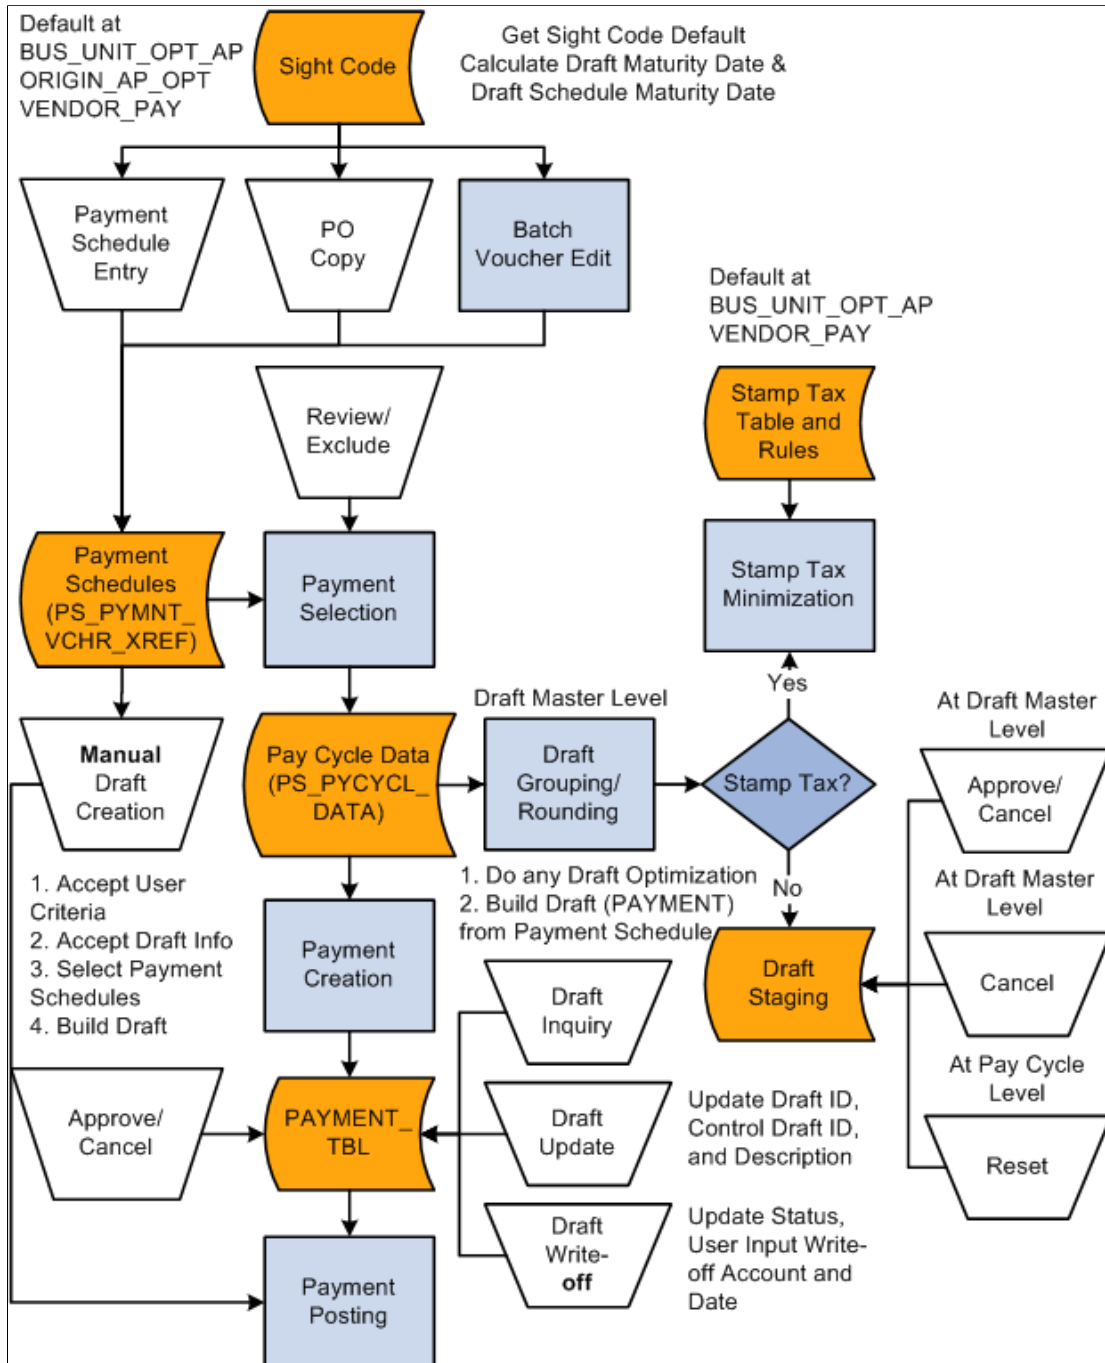 Default at
BUS_UNIT_OPT_AP
ORIGIN_AP_OPT
VENDOR_PAY
Sight Code
Get Sight Code Default
Calculate Draft Maturity Date &
Draft Schedule Maturity Date
Payment
Schedule
Entry
PO
Copy
Batch
Voucher Edit
Default at
BUS_UNIT_OPT_AP
VENDOR_PAY
Review/
Exclude
Stamp Tax
Table and
Rules
Payment
Schedules
(PS_PYMNT_
VCHR_XREF)
Payment
Selection
Stamp Tax
Minimization
Yes
Manual
Draft
Creation
Pay Cycle Data
(PS_PYCYCL_
DATA)
Draft Master Level
Draft
Grouping/
Rounding
Stamp Tax?
At Draft Master
Level
Approve/
Cancel
1. Accept User
Criteria
2. Accept Draft Info
3. Select Payment
Schedules
4. Build Draft
Payment
Creation
1. Do any Draft Optimization
2. Build Draft (PAYMENT)
from Payment Schedule
No
Draft
Staging
At Draft Master
Level
Cancel
At Pay Cycle
Level
Reset
Draft
Inquiry
Approve/
Cancel
PAYMENT_
TBL
Draft
Update
Update Draft ID,
Control Draft ID,
and Description
Draft
Write-
off
Update Status,
User Input Write-
off Account and
Date
Payment
Posting